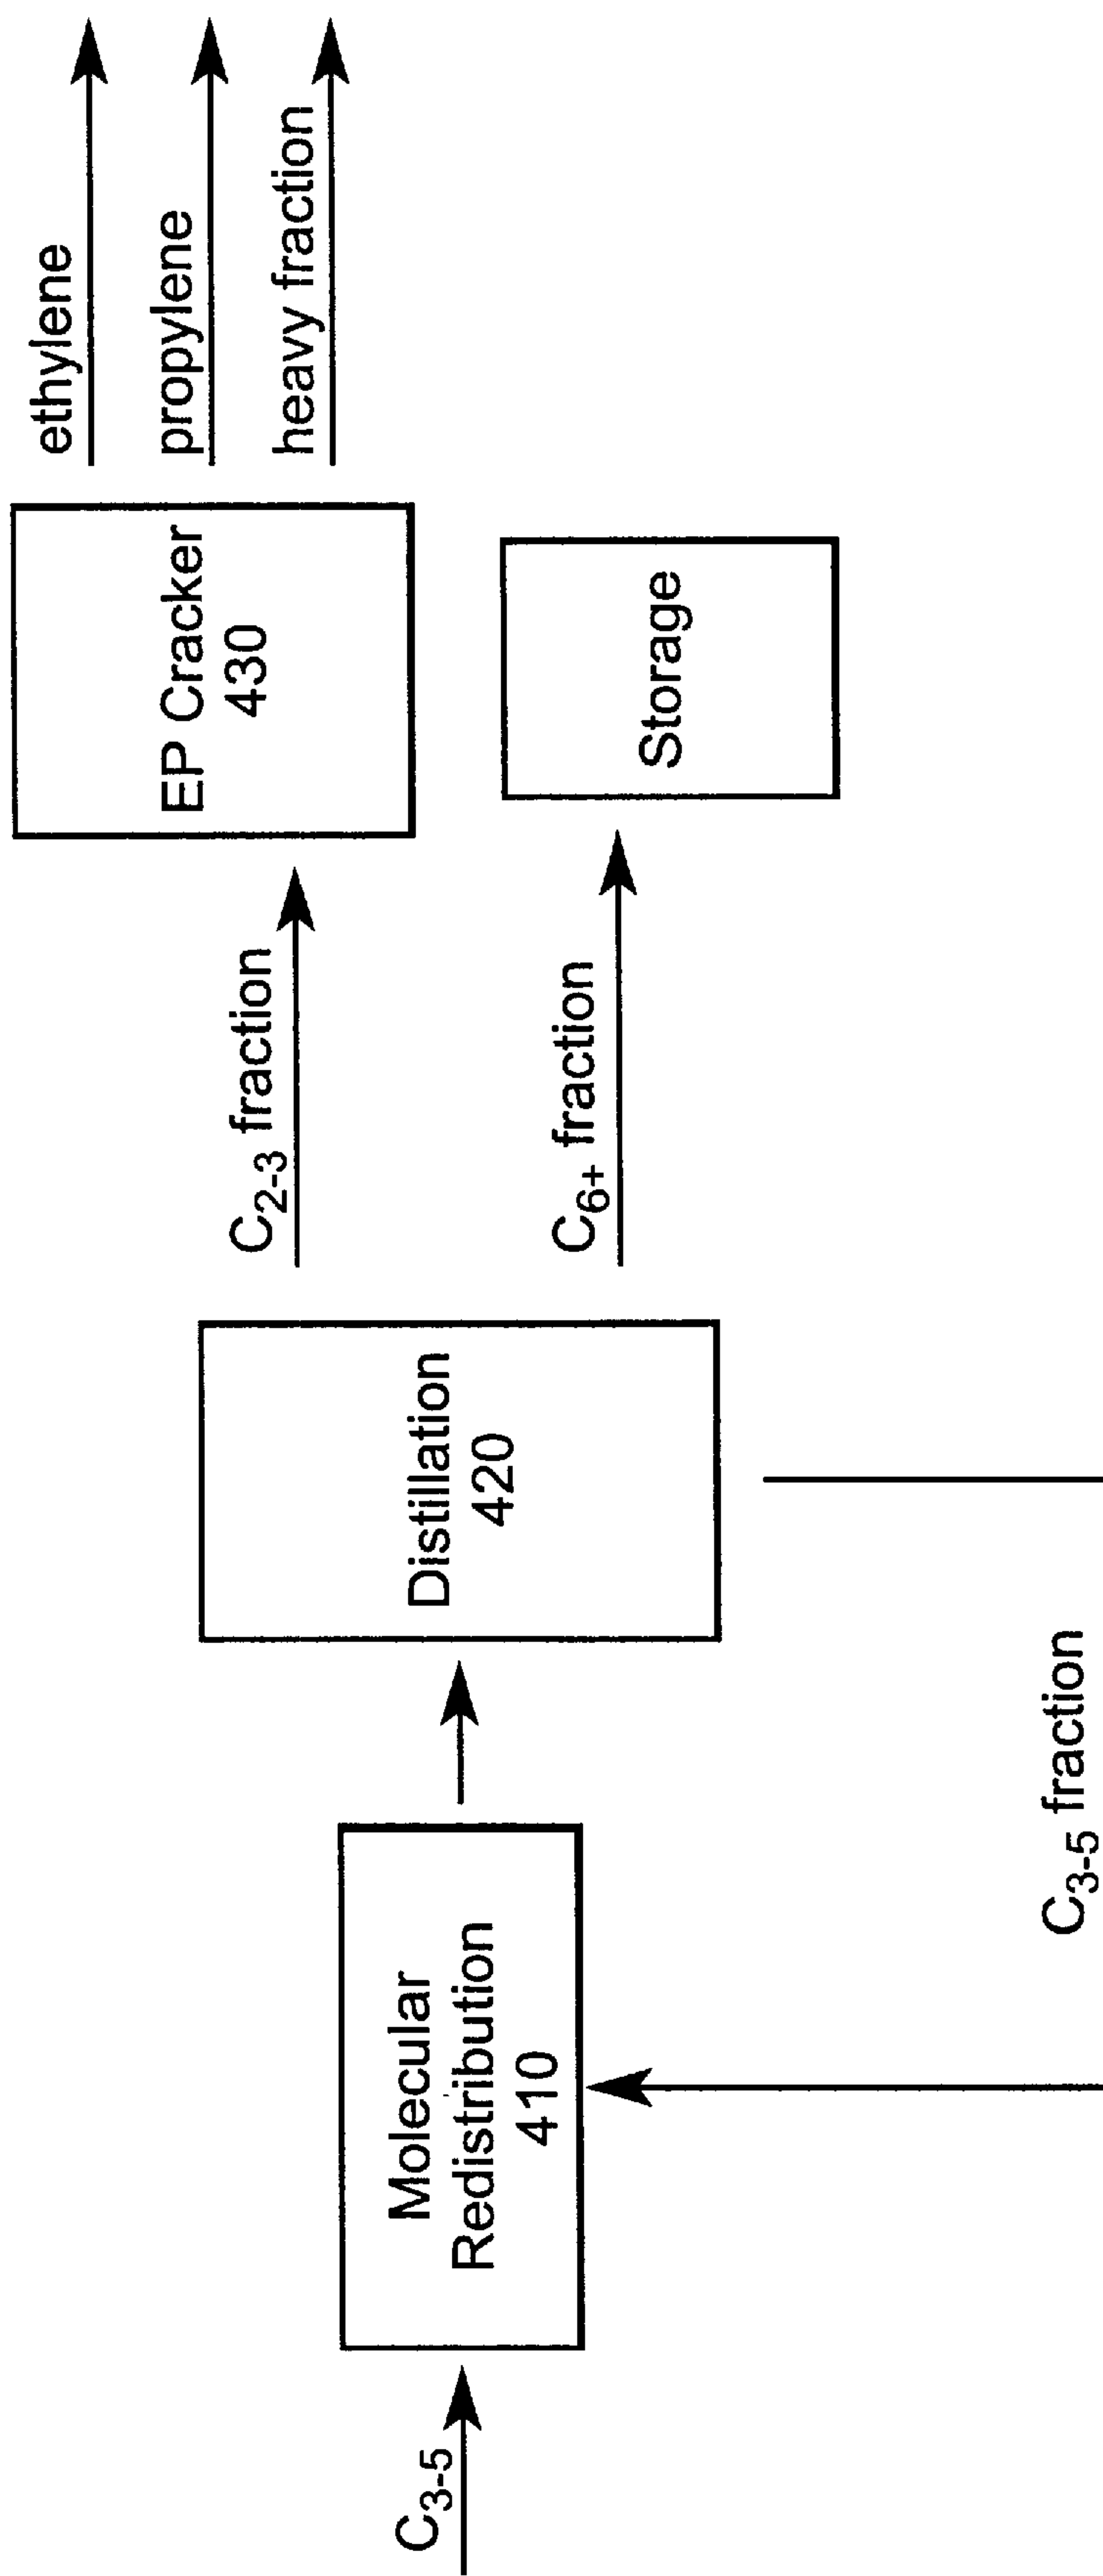 C3-5
Molecular
Redistribution
410
Distillation
420
C2-3 fraction
C6+ fraction
C3-5 fraction
EP Cracker
430
Storage
ethylene
propylene
heavy fraction